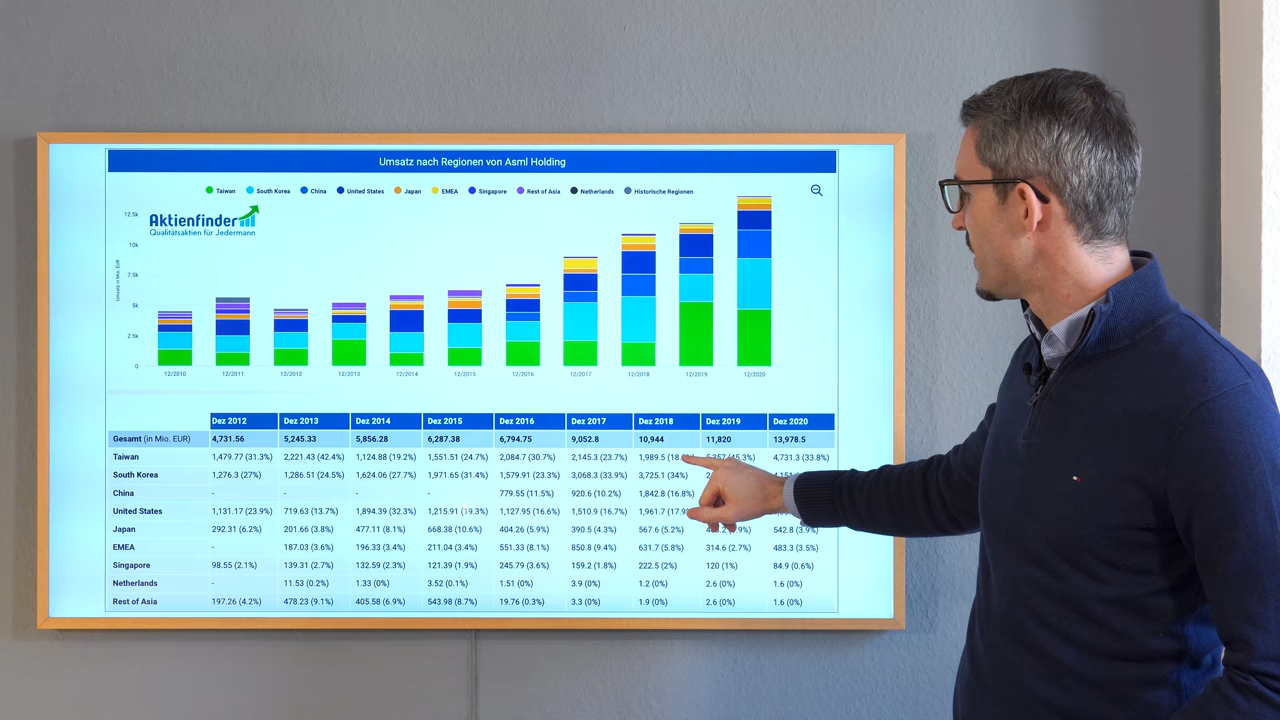 Umsatz nach Regionen von Asml Holding
Taiwan South Korea China United States Japan EMEA Singapore Rest of Asia Netherlands Historische Regionen
Aktienfinder
Qualitätsaktien für Jedermann
Umsatz in Mio. EUR
12.5k
10k
7.5k
5k
2.5k
0
12/2010 12/2011 12/2012 12/2013 12/2014 12/2015 12/2016 12/2017 12/2018 12/2019 12/2020
Dez 2012 Dez 2013 Dez 2014 Dez 2015 Dez 2016 Dez 2017 Dez 2018 Dez 2019 Dez 2020
Gesamt (in Mio. EUR) 4,731.56 5,245.33 5,856.28 6,287.38 6,794.75 9,052.8 10,944 11,820 13,978.5
Taiwan 1,479.77 (31.3%) 2,221.43 (42.4%) 1,124.88 (19.2%) 1,551.51 (24.7%) 2,084.7 (30.7%) 2,145.3 (23.7%) 1,989.5 4,731.3 (33.8%)
South Korea 1,276.3 (27%) 1,286.51 (24.5%) 1,624.06 (27.7%) 1,971.65 (31.4%) 1,579.91 (23.3%) 3,068.3 (33.9%) 3,725.1 (34%)
China - - - - 779.55 (11.5%) 920.6 (10.2%) 1,842.8 (16.8%)
United States 1,131.17 (23.9%) 719.63 (13.7%) 1,894.39 (32.3%) 1,215.91 (19.3%) 1,127.95 (16.6%) 1,510.9 (16.7%) 1,961.7
Japan 292.31 (6.2%) 201.66 (3.8%) 477.11 (8.1%) 668.38 (10.6%) 404.26 (5.9%) 390.5 (4.3%) 567.6 (5.2%) 542.8 (3.9%)
EMEA - 187.03 (3.6%) 196.33 (3.4%) 211.04 (3.4%) 551.33 (8.1%) 850.8 (9.4%) 631.7 (5.8%) 314.6 (2.7%) 483.3 (3.5%)
Singapore 98.55 (2.1%) 139.31 (2.7%) 132.59 (2.3%) 121.39 (1.9%) 245.79 (3.6%) 159.2 (1.8%) 222.5 (2%) 120 (1%) 84.9 (0.6%)
Netherlands - 11.53 (0.2%) 1.33 (0%) 3.52 (0.1%) 1.51 (0%) 3.9 (0%) 1.2 (0%) 2.6 (0%) 1.6 (0%)
Rest of Asia 197.26 (4.2%) 478.23 (9.1%) 405.58 (6.9%) 543.98 (8.7%) 19.76 (0.3%) 3.3 (0%) 1.9 (0%) 2.6 (0%) 1.6 (0%)